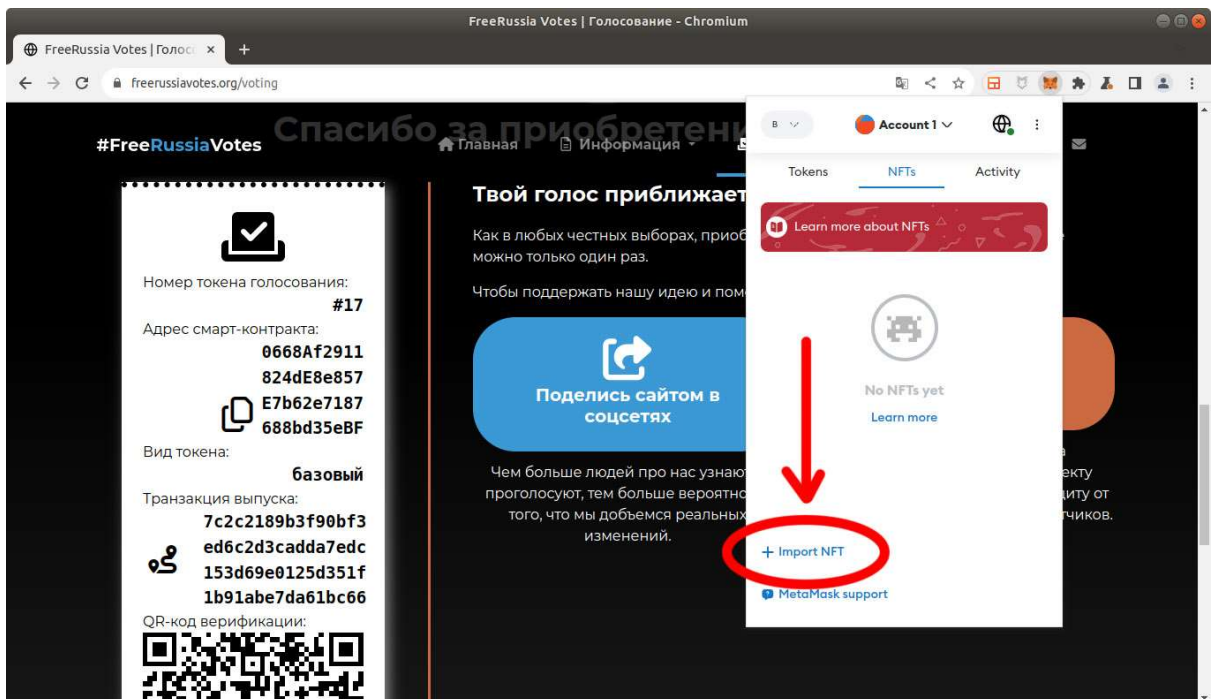 FreeRussia Votes | Голосование - Chromium
FreeRussia Votes | Голос
freerussiavotes.org/voting
Спасибо за приобретени
#FreeRussiaVotes
Главная
Информация
Номер токена голосования:
#17
Адрес смарт-контракта:
0668Af2911
824dE8e857
E7b62e7187
688bd35eBF
Вид токена:
базовый
Транзакция выпуска:
7c2c2189b3f90bf3
ed6c2d3cadda7edc
153d69e0125d351f
1b91abe7da61bc66
QR-код верификации:
Твой голос приближает
Как в любых честных выборах, приоб
можно только один раз.
Чтобы поддержать нашу идею и пом
Поделись сайтом в
соцсетях
Чем больше людей про нас узнаю
проголосуют, тем больше вероятно
того, что мы добьемся реальных
изменений.
екту
диту от
тчиков.
B
Account 1
Tokens NFTs Activity
Learn more about NFTs
No NFTs yet
Learn more
+ Import NFT
MetaMask support